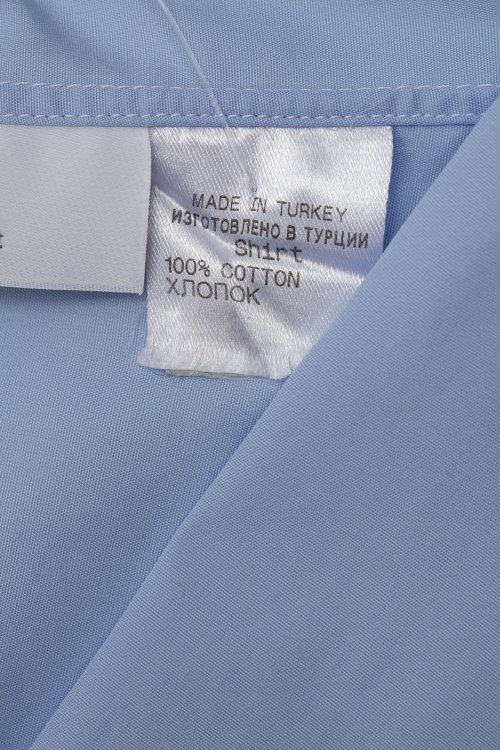 MADE IN TURKEY
ИЗГОТОВЛЕНО В ТУРЦИИ
Shirt
100% COTTON
ХЛОПОК